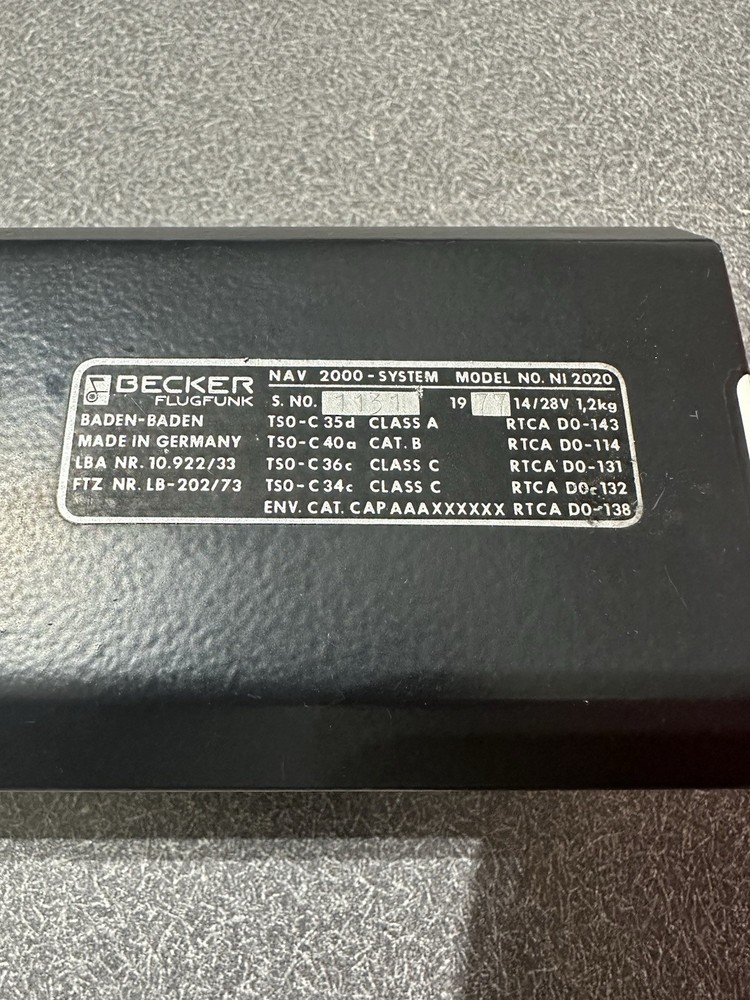 BECKER
FLUGFUNK
BADEN-BADEN
MADE IN GERMANY
LBA NR. 10.922/33
FTZ NR. LB-202/73
NAV 2000-SYSTEM MODEL NO. NI 2020
S. NO. 1131 1977 14/28V 1,2kg
TSO-C 35d CLASS A RTCA DO-143
TSO-C 40a CAT. B RTCA DO-114
TSO-C 36c CLASS C RTCA DO-131
TSO-C 34c CLASS C RTCA DO-132
ENV. CAT. CAP AAAXXXXXX RTCA DO-138